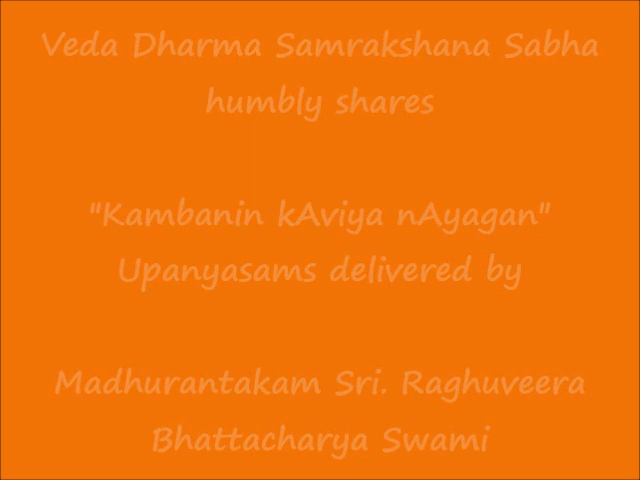 Veda Dharma Samrakshana Sabha
humbly shares
"Kambanin kAviya nAyagan"
Upanyasams delivered by
Madhurantakam Sri. Raghuveera
Bhattacharya Swami